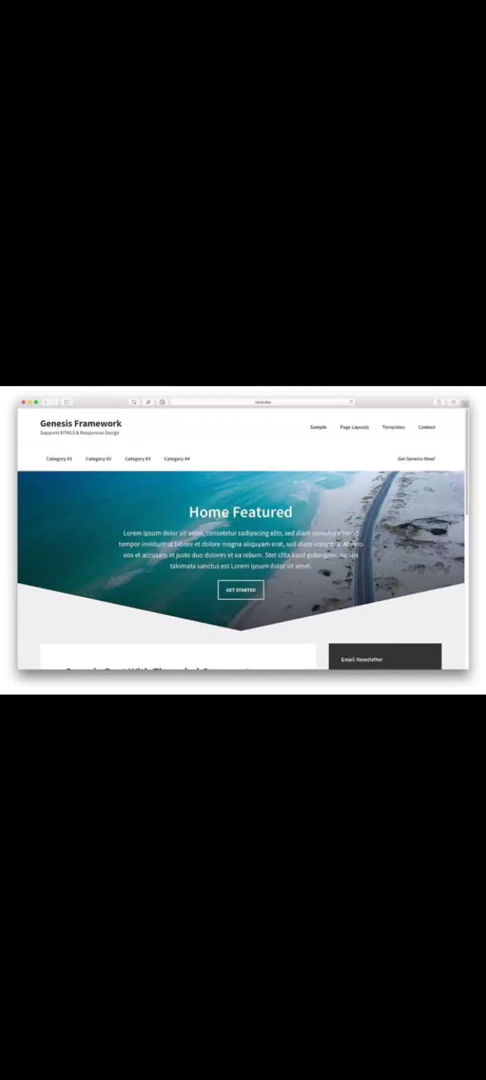 Genesis Framework
Supports HTML5 & Responsive Design
Sample Page Layouts Templates Contact
Category #1 Category #2 Category #3 Category #4 Get Genesis Now!
Home Featured
Lorem ipsum dolor sit amet, consetetur sadipscing elitr, sed diam nonumy eirmod
tempor invidunt ut labore et dolore magna aliquyam erat, sed diam voluptua. At vero
eos et accusam et justo duo dolores et ea rebum. Stet clita kasd gubergren, no sea
takimata sanctus est Lorem ipsum dolor sit amet.
GET STARTED
Email Newsletter